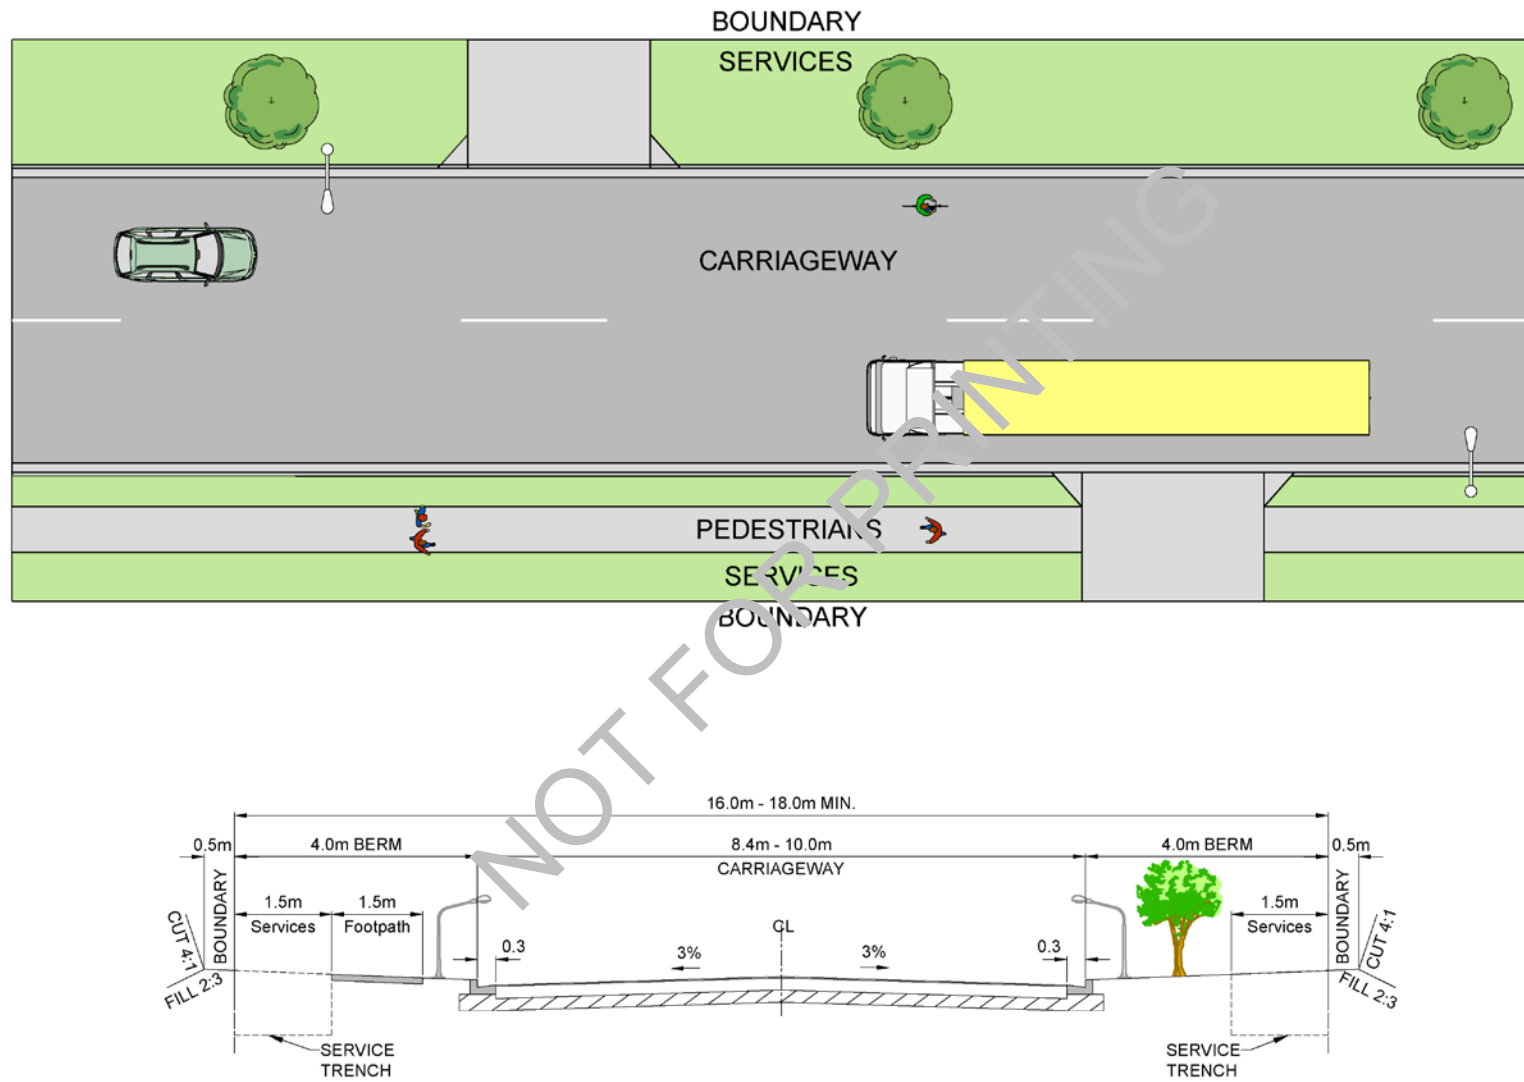 BOUNDARY
SERVICES
CARRIAGEWAY
PEDESTRIANS
SERVICES
BOUNDARY
NOT FOR PRINTING
16.0m - 18.0m MIN.
0.5m 4.0m BERM 8.4m - 10.0m 4.0m BERM 0.5m
CARRIAGEWAY
BOUNDARY
1.5m 1.5m
Services Footpath
1.5m
Services
BOUNDARY
CUT 4:1
FILL 2:3
CL
0.3 3% 3% 0.3
CUT 4:1
FILL 2:3
SERVICE
TRENCH
SERVICE
TRENCH